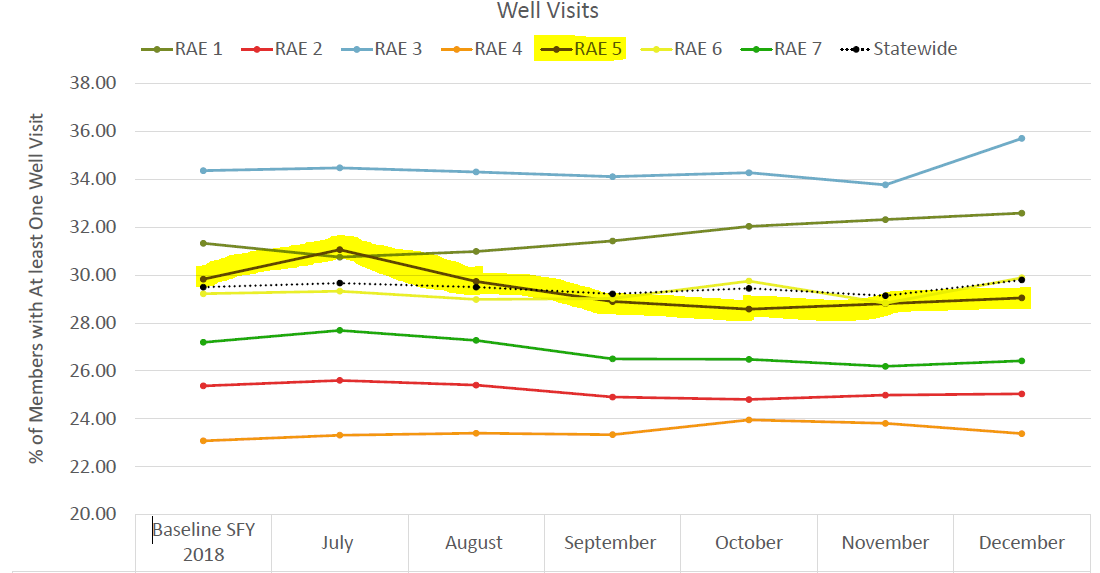 Well Visits
RAE 1 RAE 2 RAE 3 RAE 4 RAE 5 RAE 6 RAE 7 Statewide
% of Members with At least One Well Visit
38.00
36.00
34.00
32.00
30.00
28.00
26.00
24.00
22.00
20.00
Baseline SFY
2018
July
August
September
October
November
December